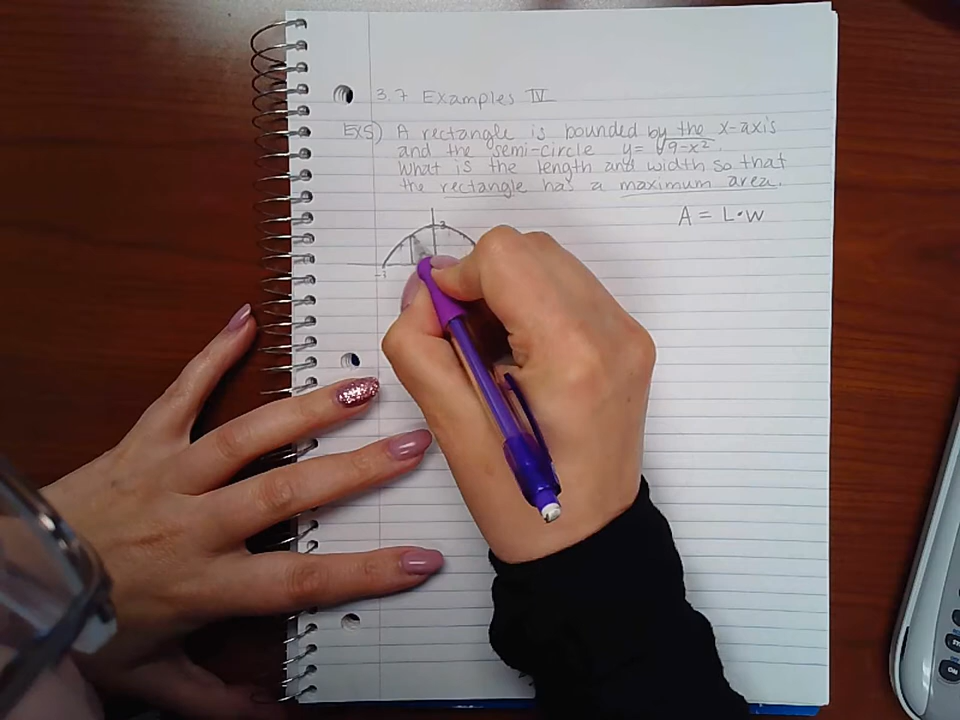 3.7 Examples IV
EX5) A rectangle is bounded by the x-axis
and the semi-circle y= √9-x².
What is the length and width so that
the rectangle has a maximum area.
A = L•W
3